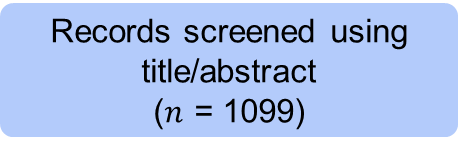 Records screened using
title/abstract
(𝑛 = 1099)